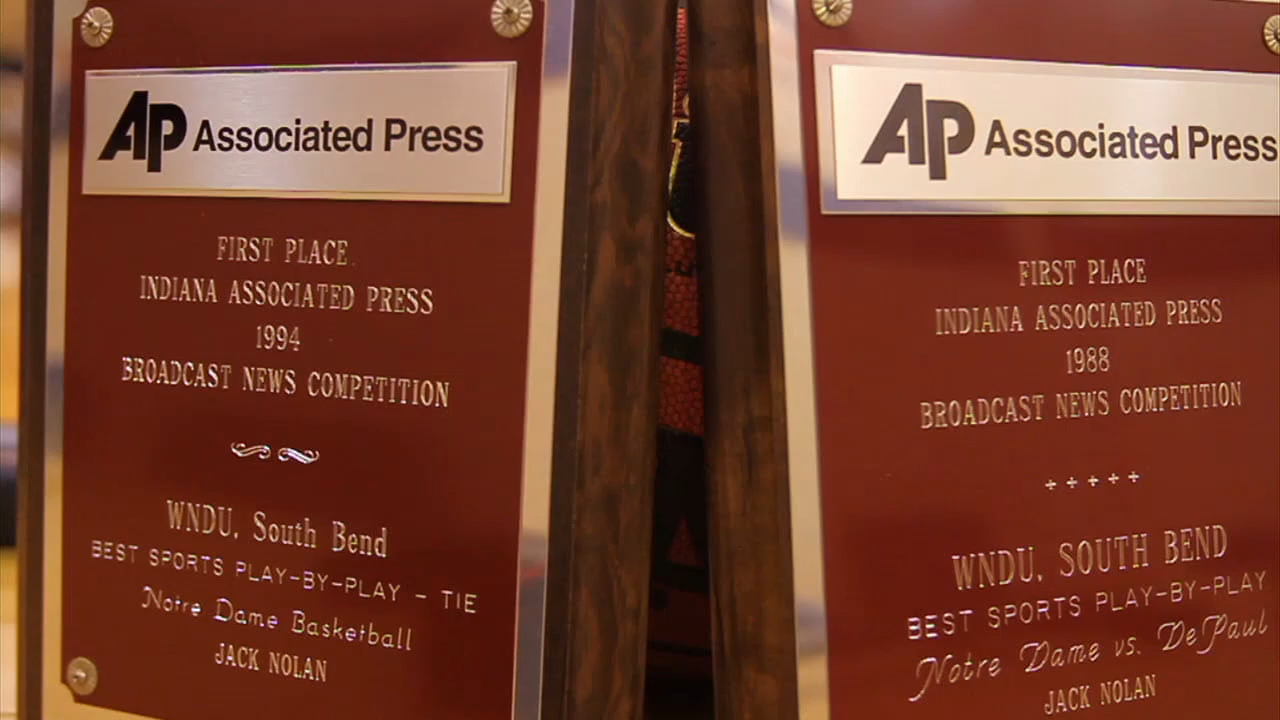 AP Associated Press
FIRST PLACE
INDIANA ASSOCIATED PRESS
1994
BROADCAST NEWS COMPETITION
WNDU, South Bend
BEST SPORTS PLAY-BY-PLAY - TIE
Notre Dame Basketball
JACK NOLAN
AP Associated Press
FIRST PLACE
INDIANA ASSOCIATED PRESS
1988
BROADCAST NEWS COMPETITION
WNDU, SOUTH BEND
BEST SPORTS PLAY-BY-PLAY
Notre Dame vs. DePaul
JACK NOLAN